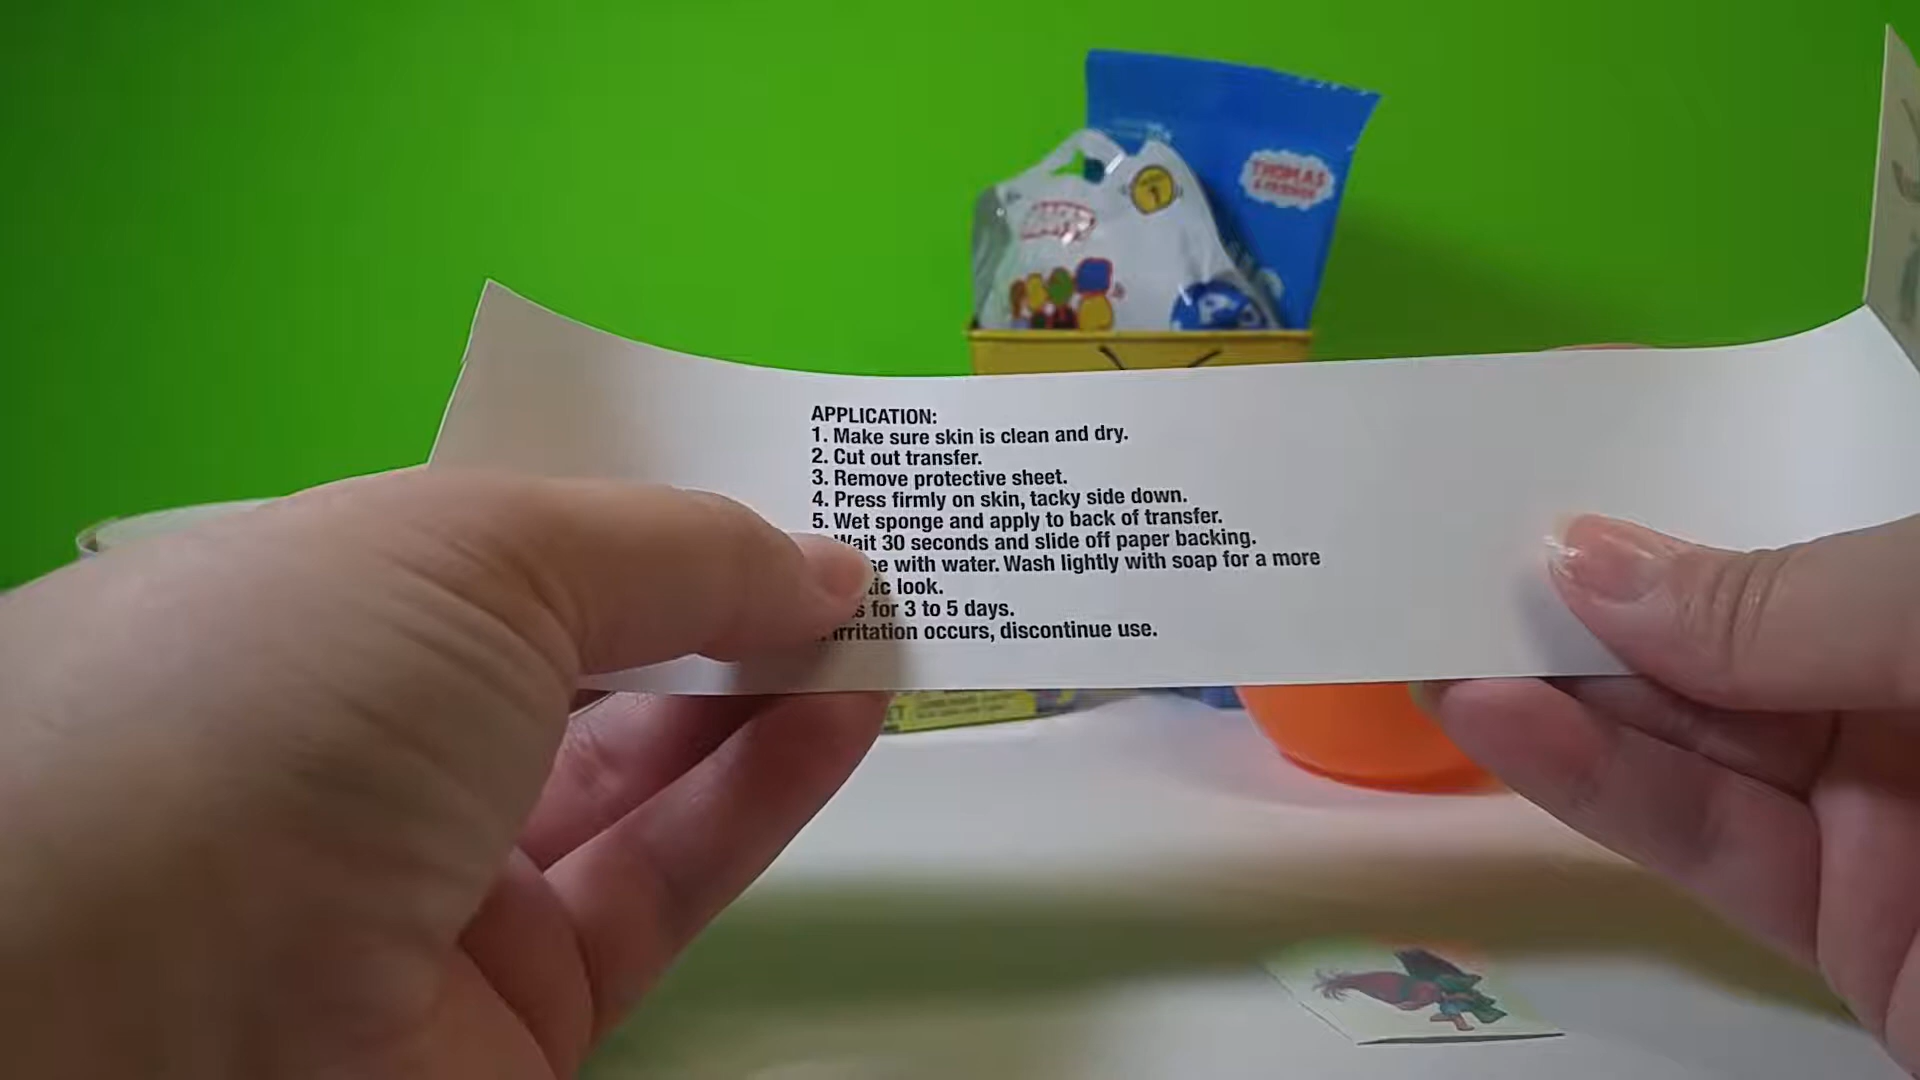 THOMAS
& FRIENDS
1
APPLICATION:
1. Make sure skin is clean and dry.
2. Cut out transfer.
3. Remove protective sheet.
4. Press firmly on skin, tacky side down.
5. Wet sponge and apply to back of transfer.
Wait 30 seconds and slide off paper backing.
with water. Wash lightly with soap for a more
look.
for 3 to 5 days.
irritation occurs, discontinue use.